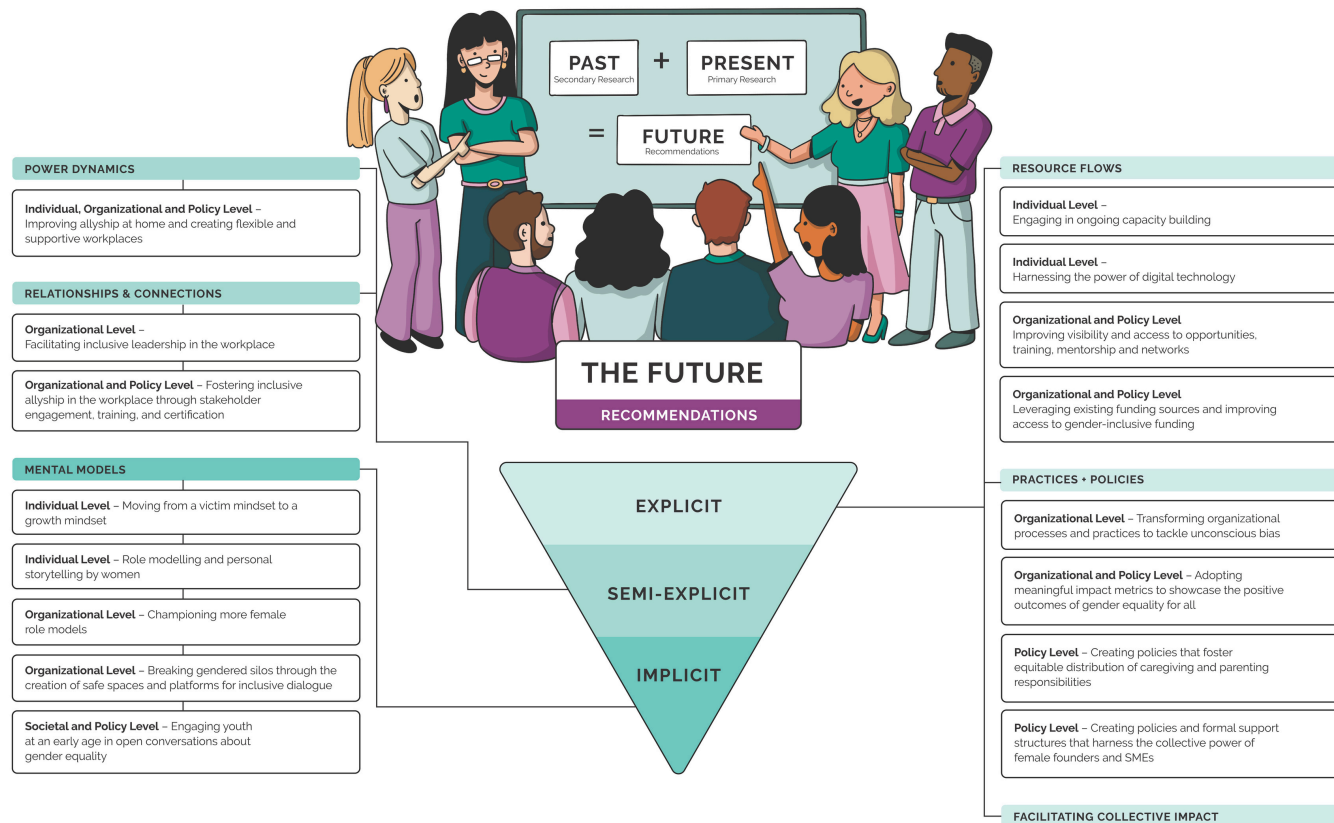 PAST
Secondary Research
+
PRESENT
Primary Research
=
FUTURE
Recommendations
THE FUTURE
RECOMMENDATIONS
POWER DYNAMICS
Individual, Organizational and Policy Level –
Improving allyship at home and creating flexible and
supportive workplaces
RELATIONSHIPS & CONNECTIONS
Organizational Level –
Facilitating inclusive leadership in the workplace
Organizational and Policy Level – Fostering inclusive
allyship in the workplace through stakeholder
engagement, training, and certification
MENTAL MODELS
Individual Level – Moving from a victim mindset to a
growth mindset
Individual Level – Role modelling and personal
storytelling by women
Organizational Level – Championing more female
role models
Organizational Level – Breaking gendered silos through the
creation of safe spaces and platforms for inclusive dialogue
Societal and Policy Level – Engaging youth
at an early age in open conversations about
gender equality
EXPLICIT
SEMI-EXPLICIT
IMPLICIT
RESOURCE FLOWS
Individual Level –
Engaging in ongoing capacity building
Individual Level –
Harnessing the power of digital technology
Organizational and Policy Level
Improving visibility and access to opportunities,
training, mentorship and networks
Organizational and Policy Level
Leveraging existing funding sources and improving
access to gender-inclusive funding
PRACTICES + POLICIES
Organizational Level – Transforming organizational
processes and practices to tackle unconscious bias
Organizational and Policy Level – Adopting
meaningful impact metrics to showcase the positive
outcomes of gender equality for all
Policy Level – Creating policies that foster
equitable distribution of caregiving and parenting
responsibilities
Policy Level – Creating policies and formal support
structures that harness the collective power of
female founders and SMEs
FACILITATING COLLECTIVE IMPACT